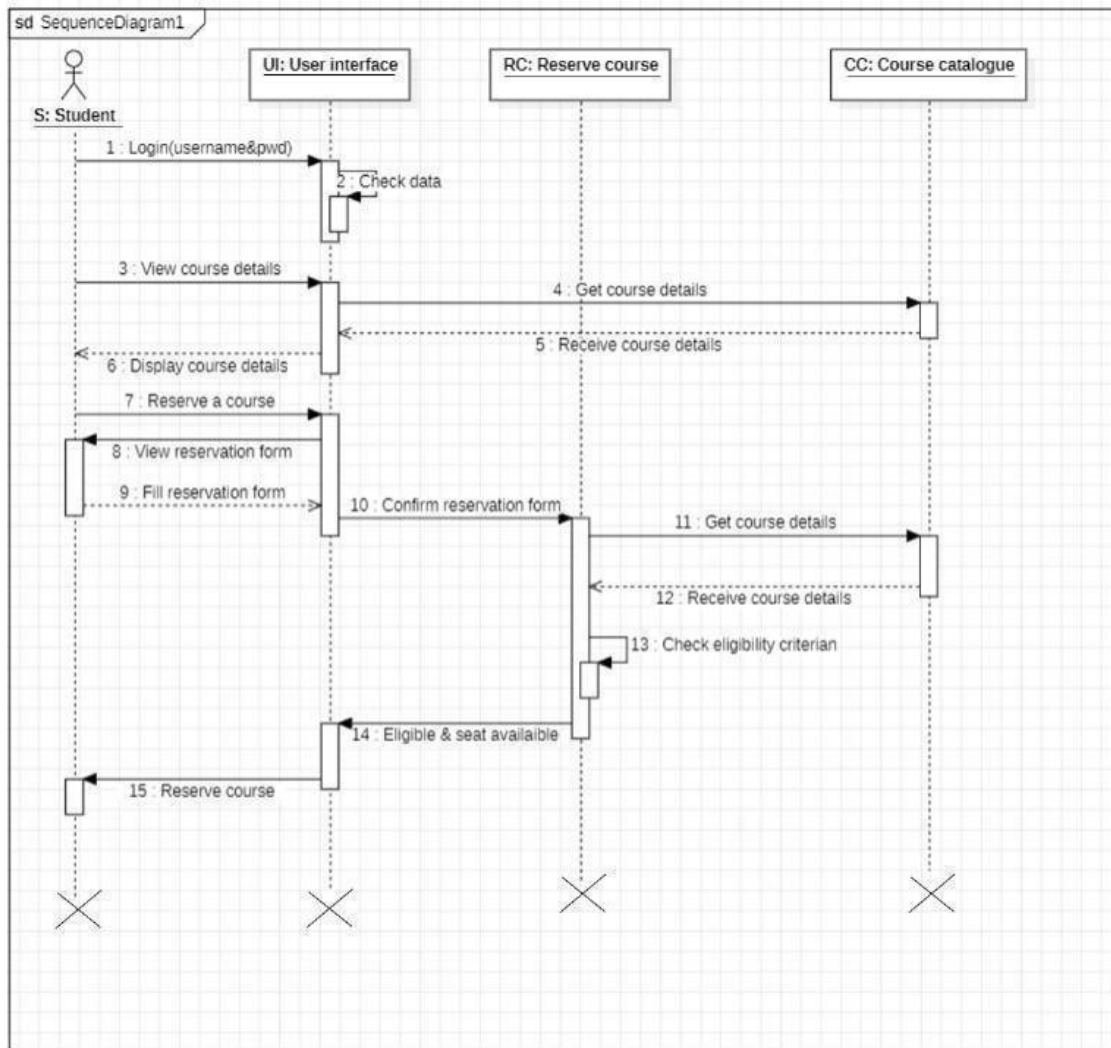 sd SequenceDiagram1
UI: User interface
RC: Reserve course
CC: Course catalogue
S: Student
1 : Login(username&pwd)
2 : Check data
3 : View course details
4 : Get course details
5 : Receive course details
6 : Display course details
7 : Reserve a course
8 : View reservation form
9 : Fill reservation form
10 : Confirm reservation form
11 : Get course details
12 : Receive course details
13 : Check eligibility criterian
14 : Eligible & seat availaible
15 : Reserve course